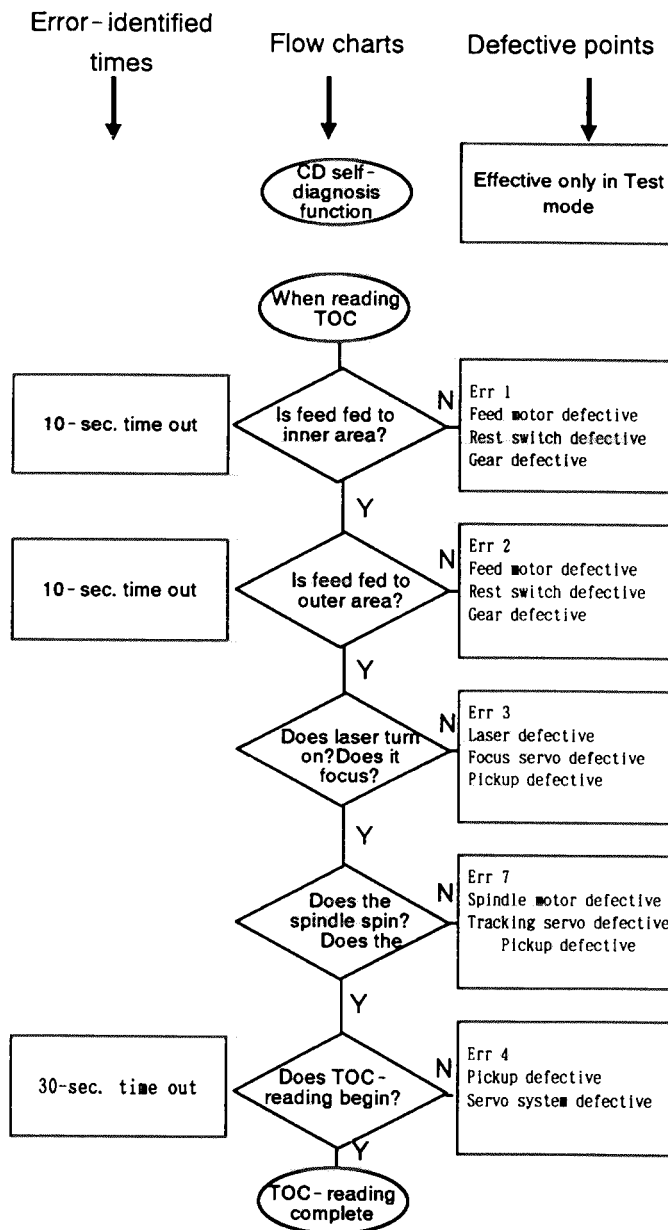 Error-identified
times
Flow charts
Defective points
CD self-
diagnosis
function
Effective only in Test
mode
When reading
TOC
10-sec. time out
Is feed fed to
inner area?
N
Err 1
Feed motor defective
Rest switch defective
Gear defective
Y
10-sec. time out
Is feed fed to
outer area?
N
Err 2
Feed motor defective
Rest switch defective
Gear defective
Y
Does laser turn
on?Does it
focus?
N
Err 3
Laser defective
Focus servo defective
Pickup defective
Y
Does the
spindle spin?
Does the
N
Err 7
Spindle motor defective
Tracking servo defective
Pickup defective
Y
30-sec. time out
Does TOC-
reading begin?
N
Err 4
Pickup defective
Servo system defective
Y
TOC-reading
complete